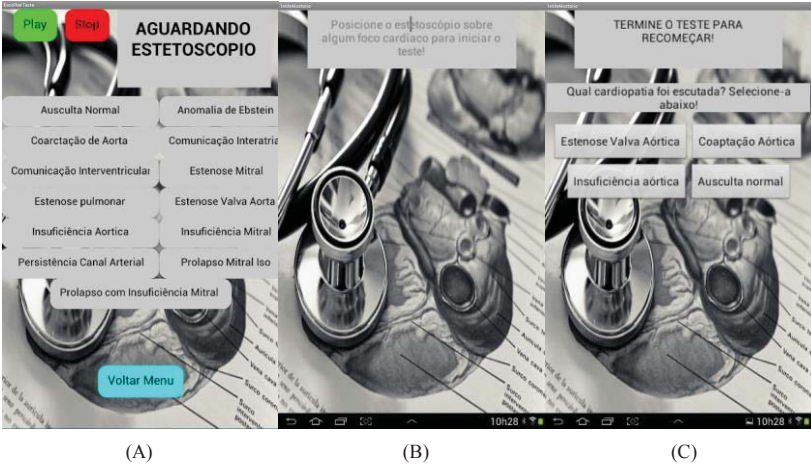 Escolher Teste
Play
Stop
AGUARDANDO
ESTETOSCOPIO
Ausculta Normal
Anomalia de Ebstein
Coarctação de Aorta
Comunicação Interatria
Comunicação Interventricular
Estenose Mitral
Estenose pulmonar
Estenose Valva Aorta
Insuficiência Aortica
Insuficiência Mitral
Persistência Canal Arterial
Prolapso Mitral Iso
Prolapso com Insuficiência Mitral
Voltar Menu
(A)
Posicione o estetoscópio sobre
algum foco cardíaco para iniciar o
teste!
10h28
(B)
TERMINE O TESTE PARA
RECOMEÇAR!
Qual cardiopatia foi escutada? Selecione-a
abaixo!
Estenose Valva Aórtica
Coaptação Aórtica
Insuficiência aórtica
Ausculta normal
10h28
(C)